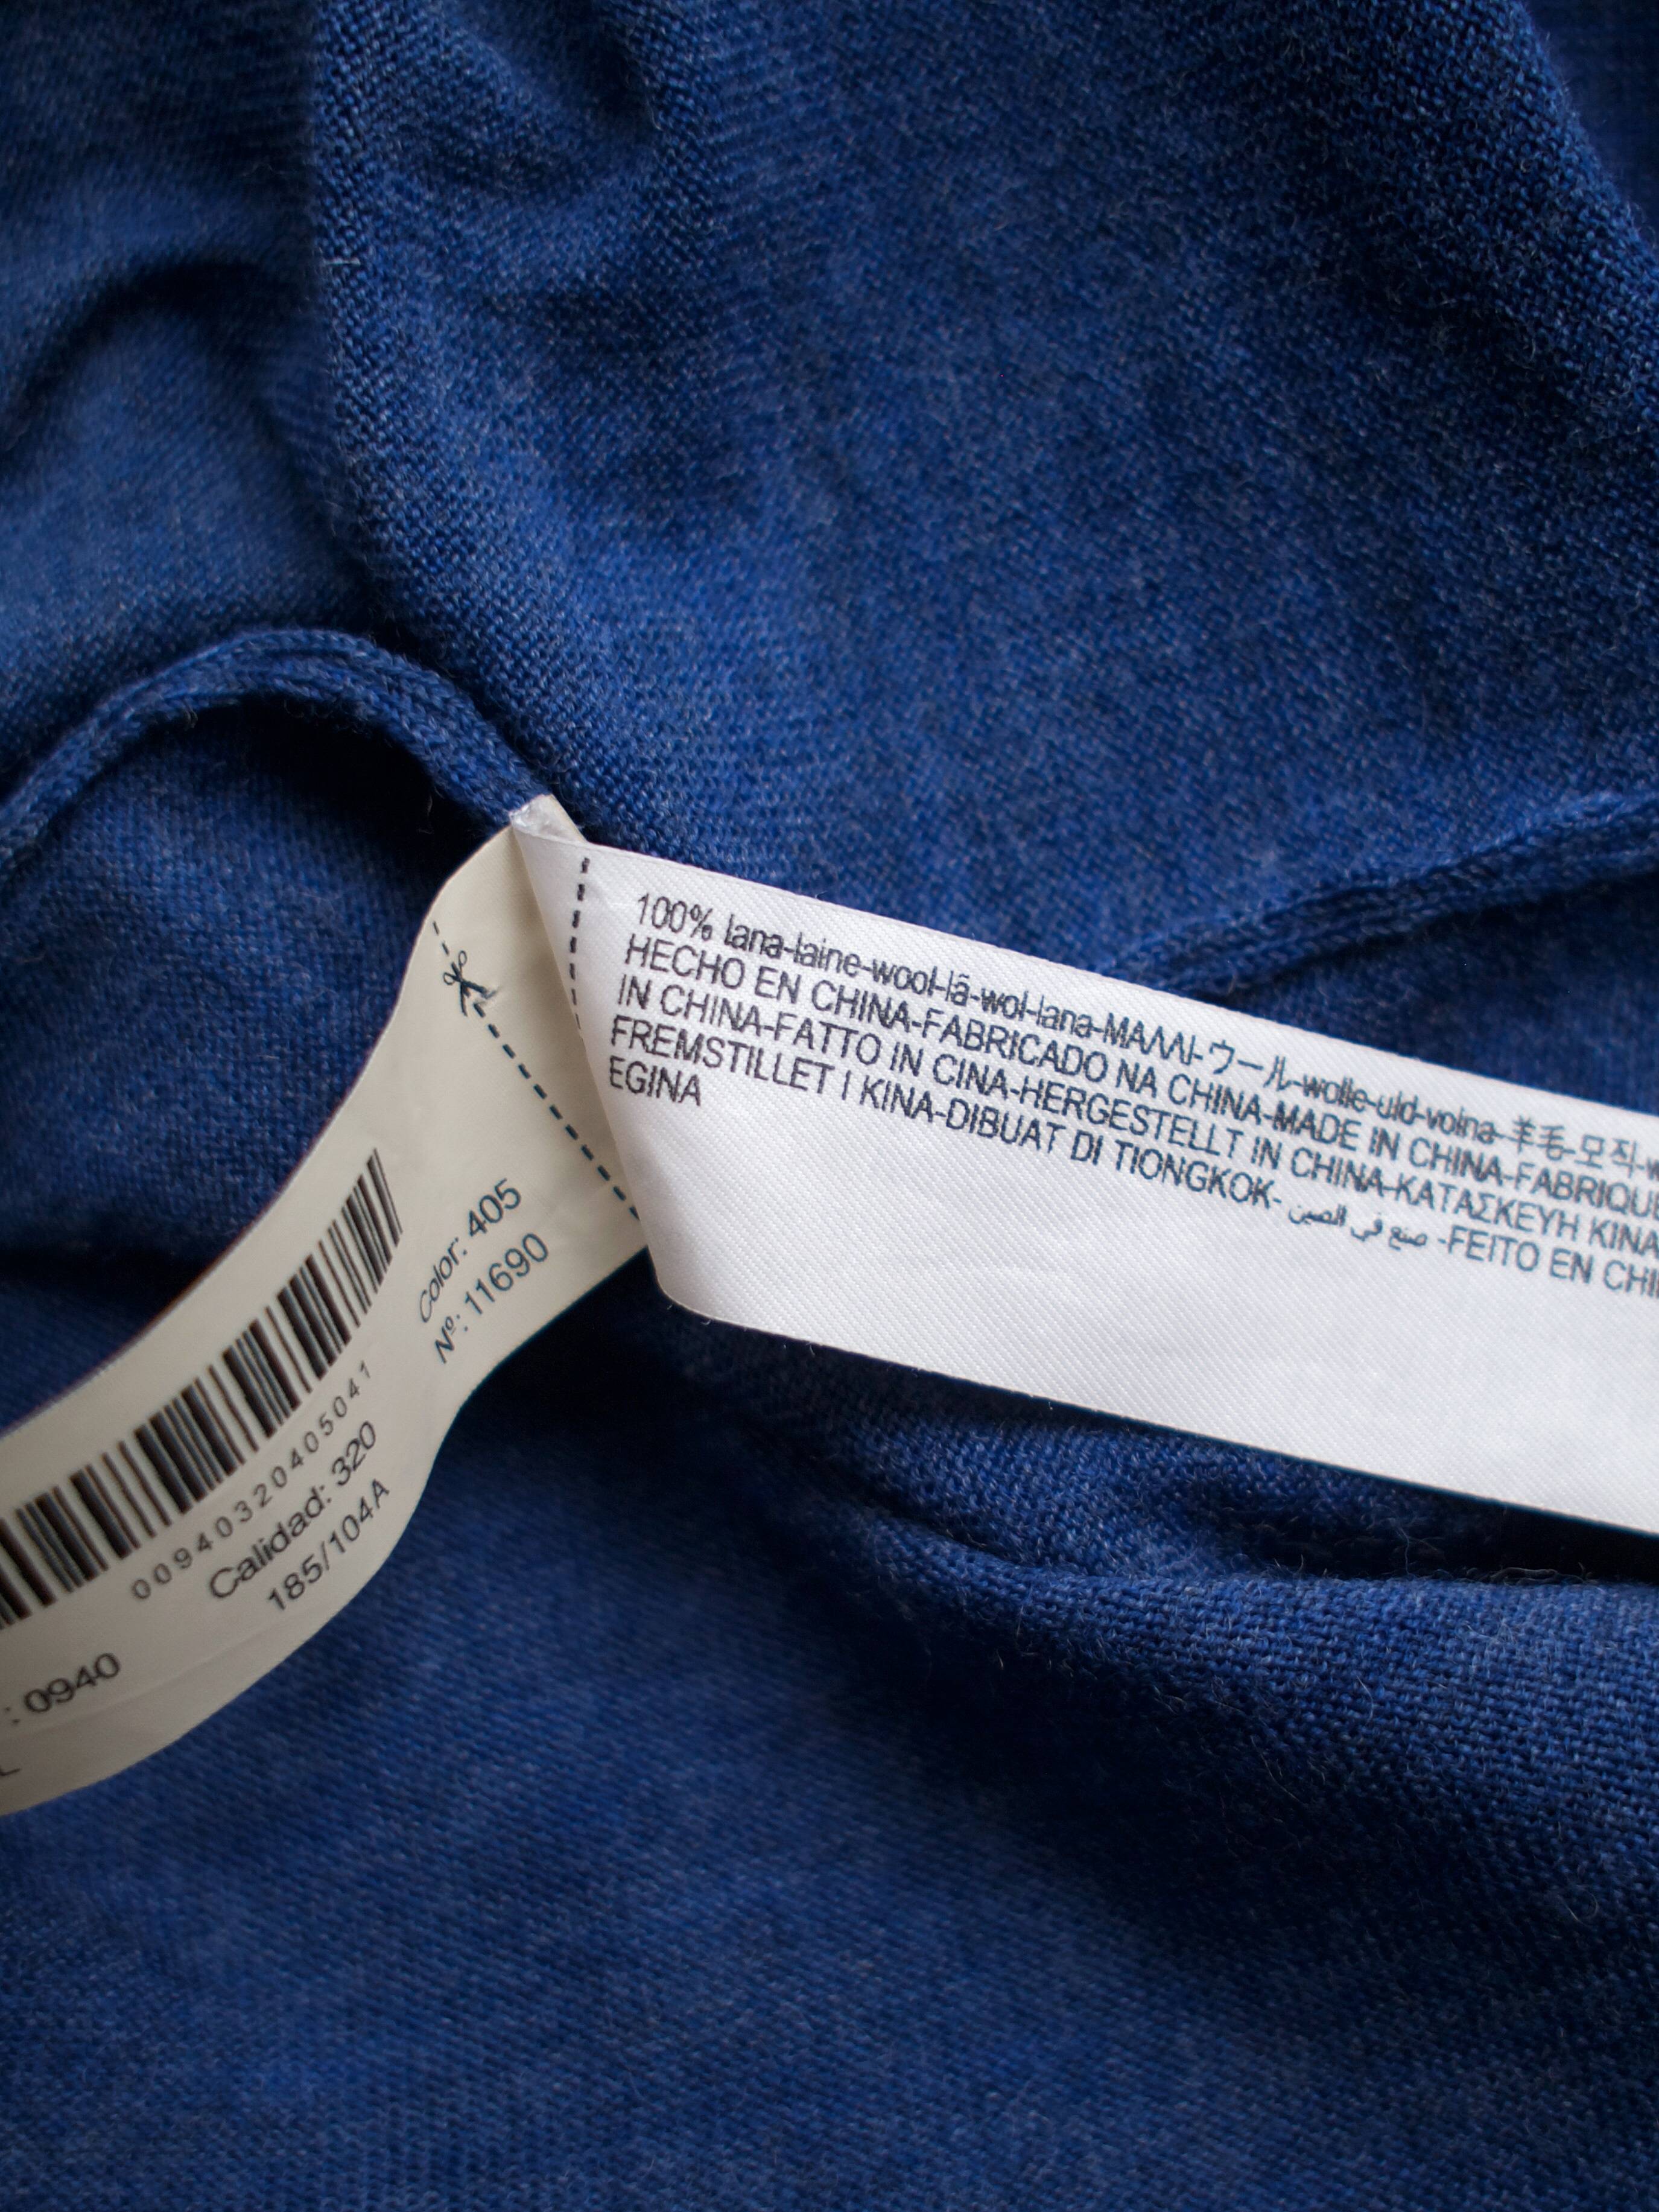 100% lana-laine-wool-lã-wol-lana-ΜΑΛΛΙ-ウール-wolle-uld-voina-羊毛-모직-
HECHO EN CHINA-FABRICADO NA CHINA-MADE IN CHINA-FABRIQUE
IN CHINA-FATTO IN CINA-HERGESTELLT IN CHINA-ΚΑΤΑΣΚΕΥΗ KINA
FREMSTILLET I KINA-DIBUAT DI TIONGKOK- صنع في الصين -FEITO EN CHI
EGINA
Color: 405
Nº: 11690
0094032040504 1
Calidad: 320
185/104A
: 0940
L